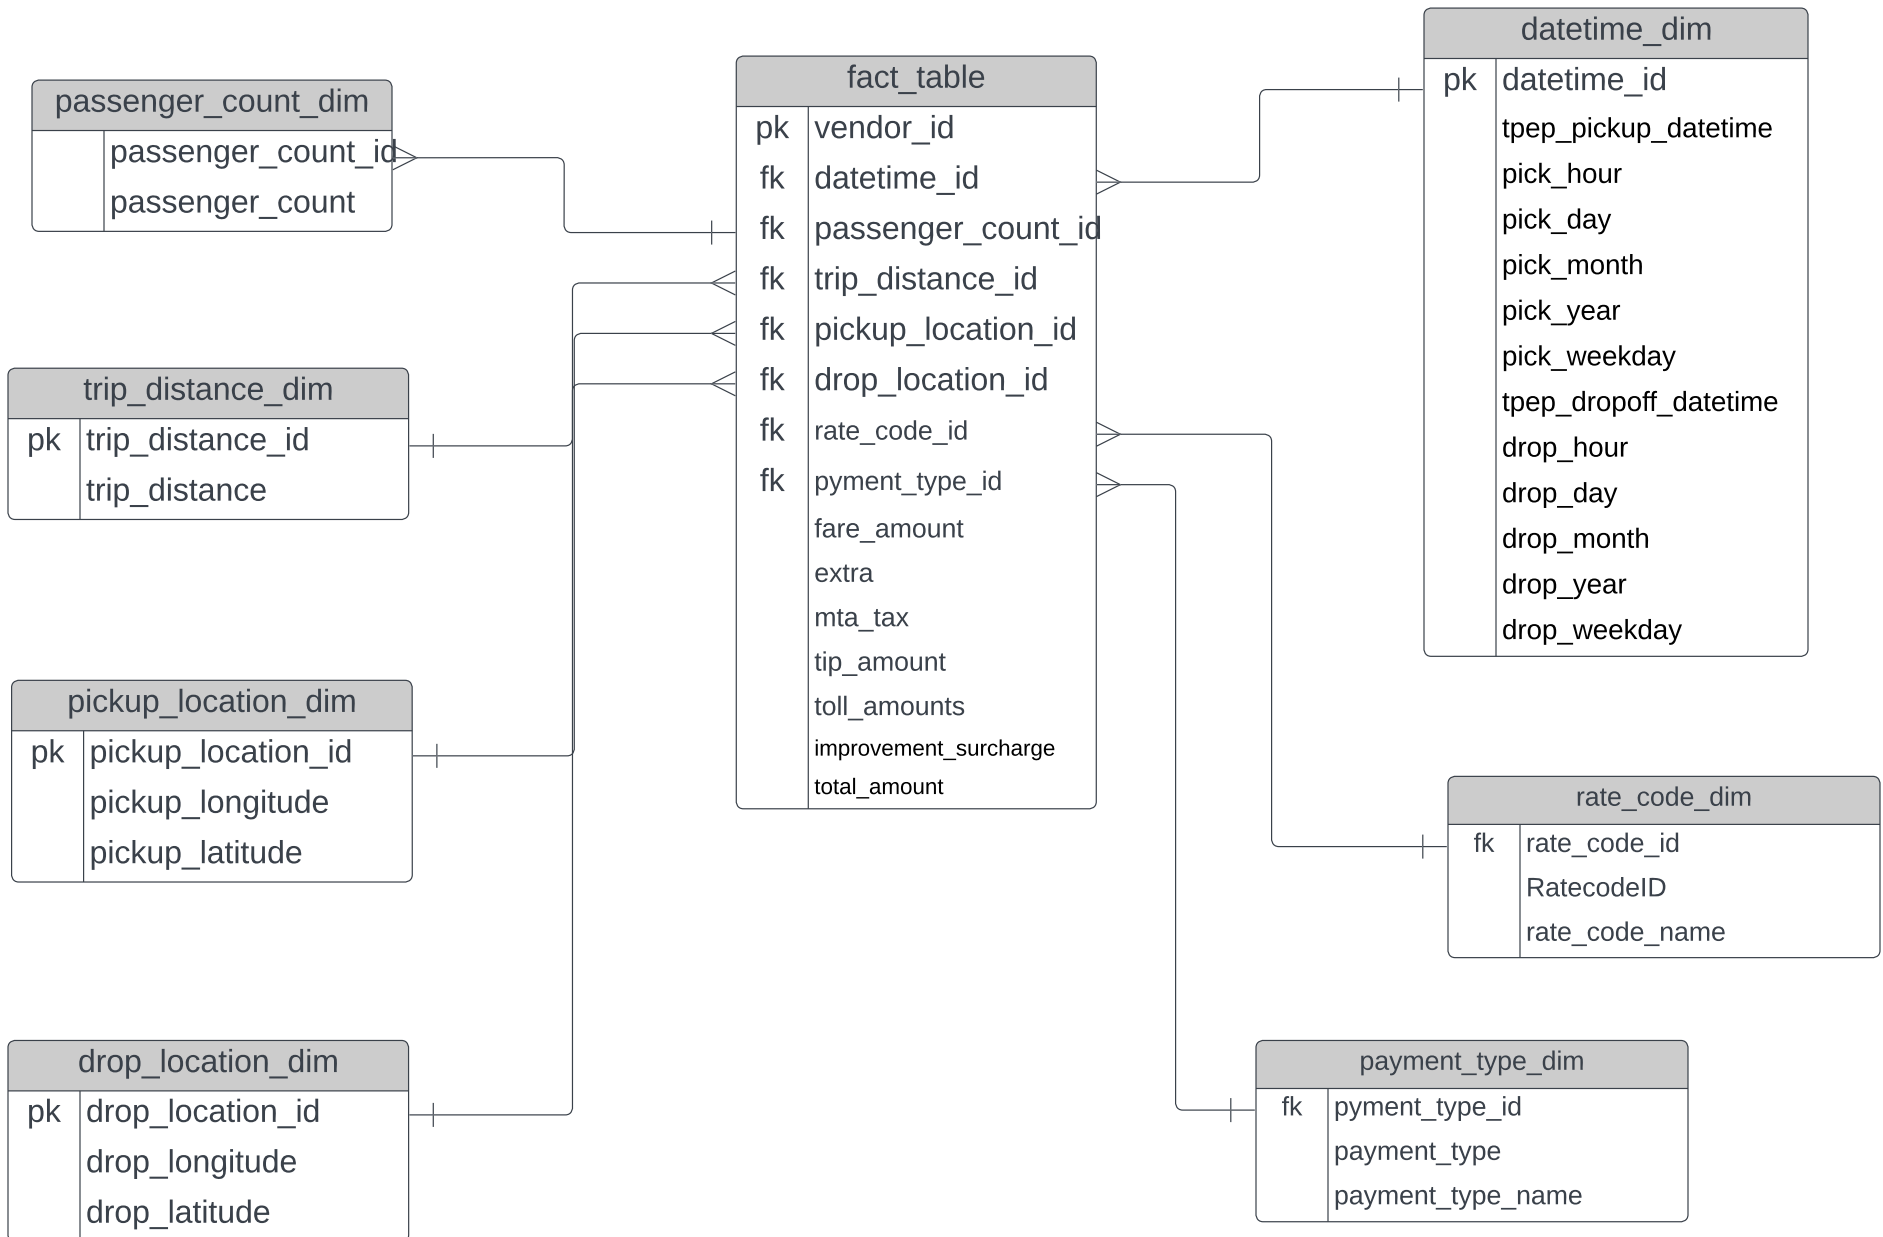 passenger_count_dim
passenger_count_id
passenger_count
trip_distance_dim
pk trip_distance_id
trip_distance
pickup_location_dim
pk pickup_location_id
pickup_longitude
pickup_latitude
drop_location_dim
pk drop_location_id
drop_longitude
drop_latitude
fact_table
pk vendor_id
fk datetime_id
fk passenger_count_id
fk trip_distance_id
fk pickup_location_id
fk drop_location_id
fk rate_code_id
fk pyment_type_id
fare_amount
extra
mta_tax
tip_amount
toll_amounts
improvement_surcharge
total_amount
datetime_dim
pk datetime_id
tpep_pickup_datetime
pick_hour
pick_day
pick_month
pick_year
pick_weekday
tpep_dropoff_datetime
drop_hour
drop_day
drop_month
drop_year
drop_weekday
rate_code_dim
fk rate_code_id
RatecodeID
rate_code_name
payment_type_dim
fk pyment_type_id
payment_type
payment_type_name